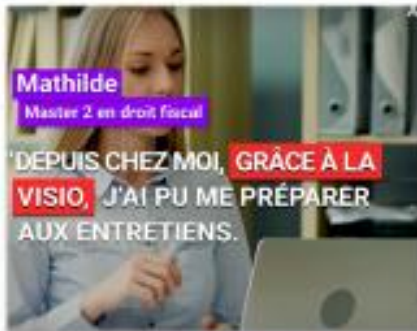 Mathilde
Master 2 en droit fiscal
"DEPUIS CHEZ MOI, GRÂCE À LA
VISIO, J'AI PU ME PRÉPARER
AUX ENTRETIENS.